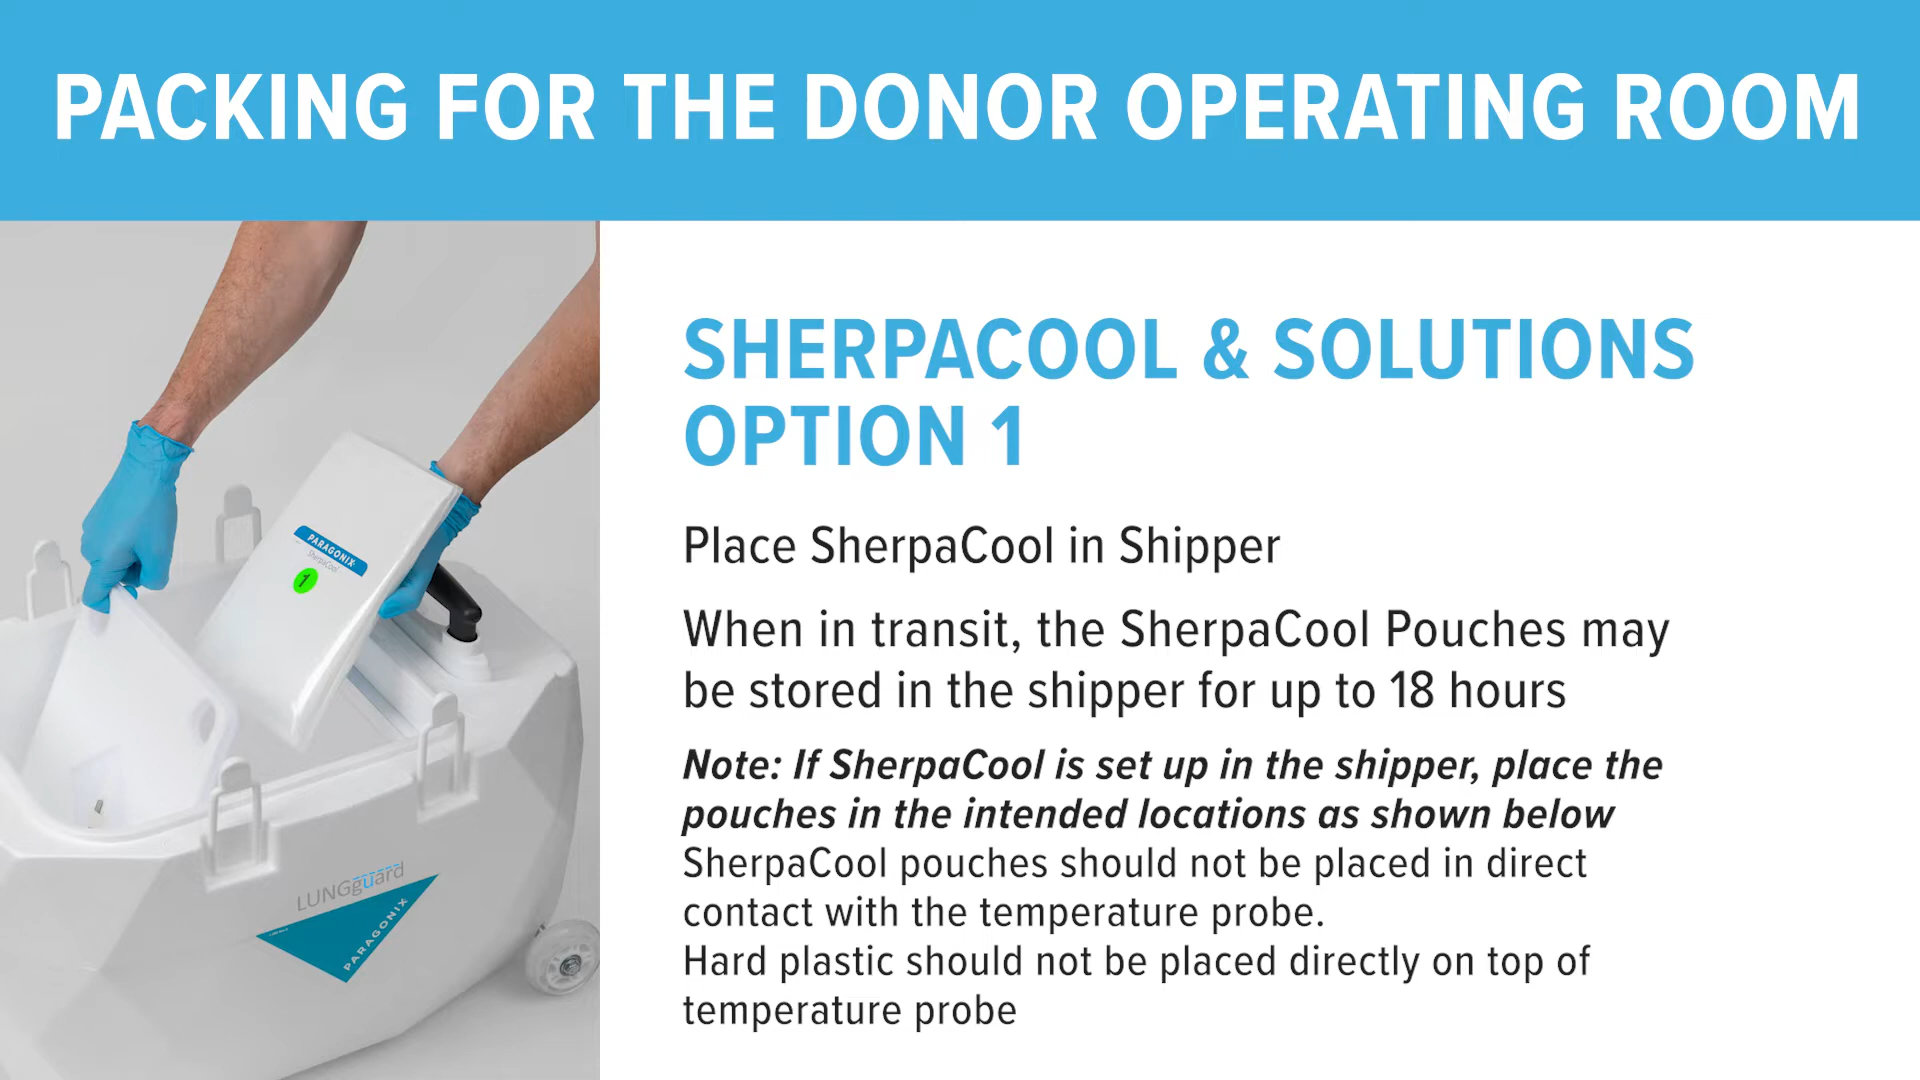 PACKING FOR THE DONOR OPERATING ROOM
SHERPACOOL & SOLUTIONS
OPTION 1
Place SherpaCool in Shipper
When in transit, the SherpaCool Pouches may
be stored in the shipper for up to 18 hours
Note: If SherpaCool is set up in the shipper, place the
pouches in the intended locations as shown below
SherpaCool pouches should not be placed in direct
contact with the temperature probe.
Hard plastic should not be placed directly on top of
temperature probe
PARAGONIX
SherpaCool
1
LUNGguard
PARAGONIX